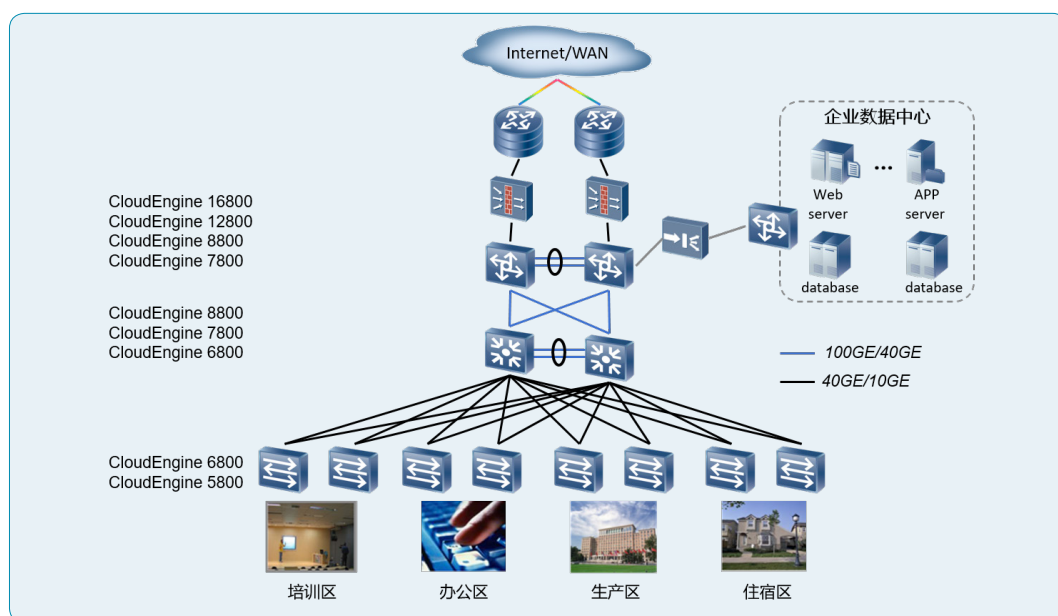 Internet/WAN
企业数据中心
Web
server
...
APP
server
database
database
CloudEngine 16800
CloudEngine 12800
CloudEngine 8800
CloudEngine 7800
CloudEngine 8800
CloudEngine 7800
CloudEngine 6800
100GE/40GE
40GE/10GE
CloudEngine 6800
CloudEngine 5800
培训区
办公区
生产区
住宿区